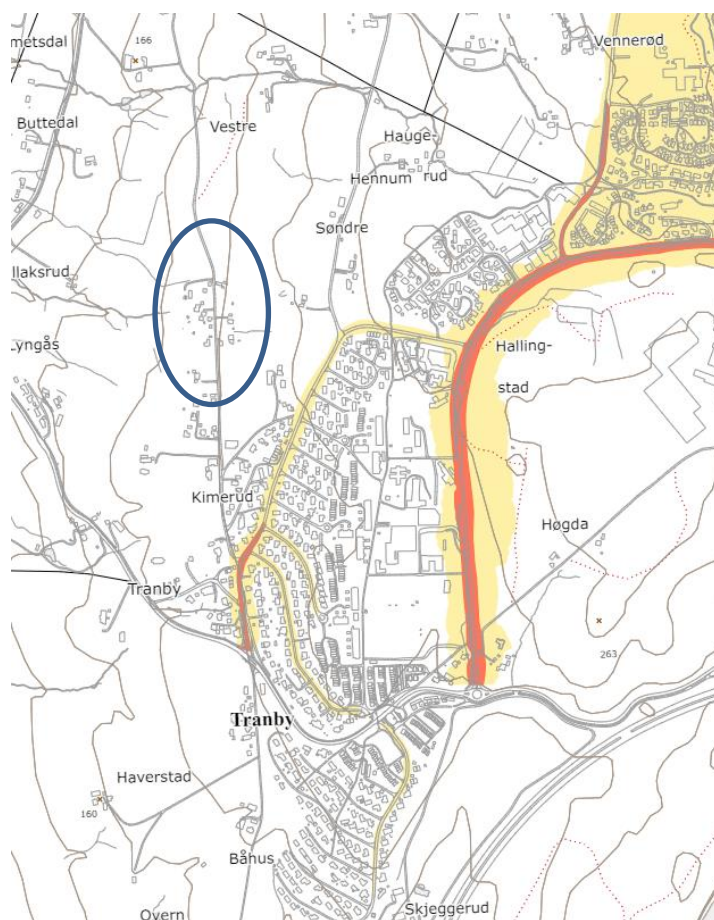 Vennerød
metsdal
166
Buttedal
Vestre
Hauge-
Hennum rud
Søndre
llaksrud
Lyngås
Halling-
stad
Kimerud
Høgda
Tranby
263
Tranby
Haverstad
160
Båhus
Skjeggerud
Overn